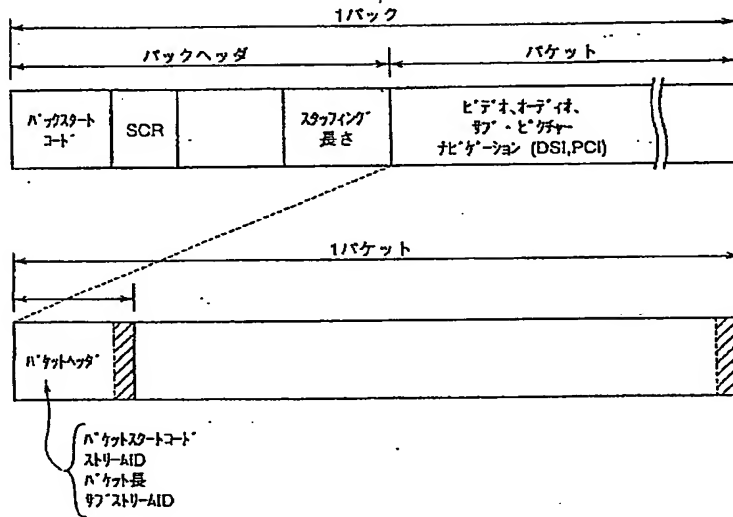 1パック
パックヘッダ
パケット
パックスタート
コード
SCR
スタッフィング
長さ
ビデオ、オーディオ、
サブ・ピクチャー
ナビゲーション (DSI,PCI)
1パケット
パケットヘッダ
パケットスタートコード
ストリームID
パケット長
サブストリームID